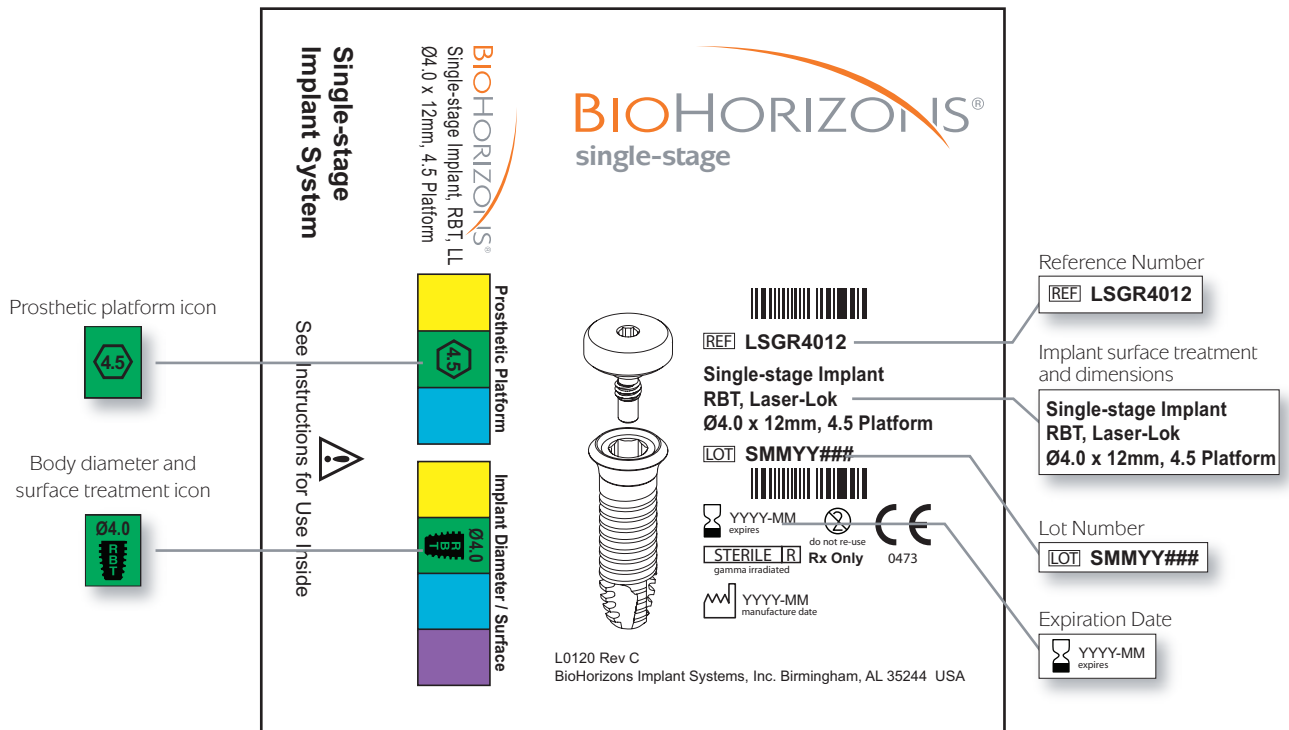 Prosthetic platform icon
4.5
Body diameter and
surface treatment icon
Ø4.0
RBT
Single-stage
Implant System
See Instructions for Use Inside
!
BIOHORIZONS®
Single-stage Implant, RBT, LL
Ø4.0 x 12mm, 4.5 Platform
Prosthetic Platform
4.5
Implant Diameter / Surface
Ø4.0
RBT
BIOHORIZONS®
single-stage
REF LSGR4012
Single-stage Implant
RBT, Laser-Lok
Ø4.0 x 12mm, 4.5 Platform
LOT SMMYY###
YYYY-MM
expires
2
do not re-use
CE
0473
STERILE R
gamma irradiated
Rx Only
YYYY-MM
manufacture date
L0120 Rev C
BioHorizons Implant Systems, Inc. Birmingham, AL 35244 USA
Reference Number
REF LSGR4012
Implant surface treatment
and dimensions
Single-stage Implant
RBT, Laser-Lok
Ø4.0 x 12mm, 4.5 Platform
Lot Number
LOT SMMYY###
Expiration Date
YYYY-MM
expires